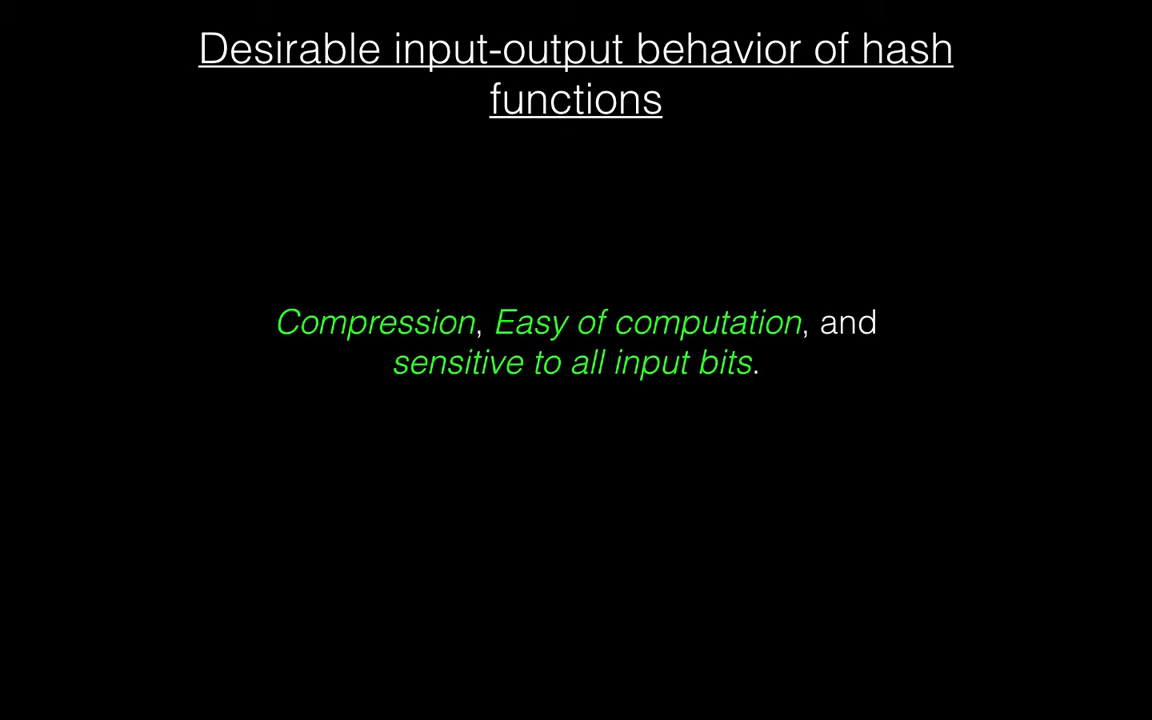 Desirable input-output behavior of hash
functions
Compression, Easy of computation, and
sensitive to all input bits.